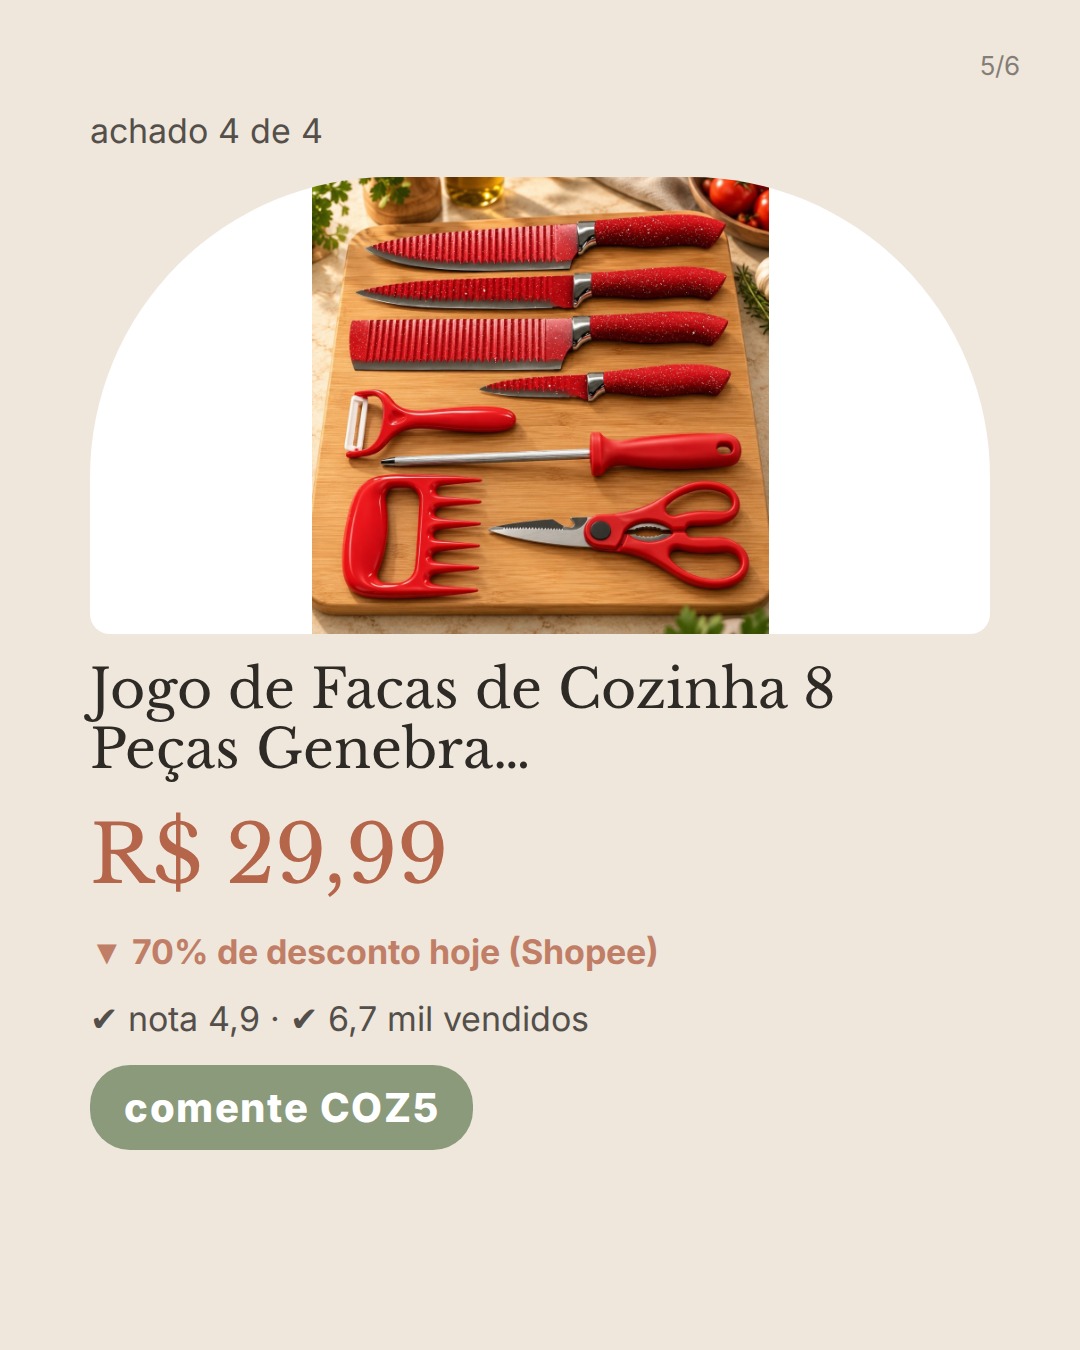 5/6
achado 4 de 4
Jogo de Facas de Cozinha 8
Peças Genebra...
R$ 29,99
▼ 70% de desconto hoje (Shopee)
✔ nota 4,9 · ✔ 6,7 mil vendidos
comente COZ5